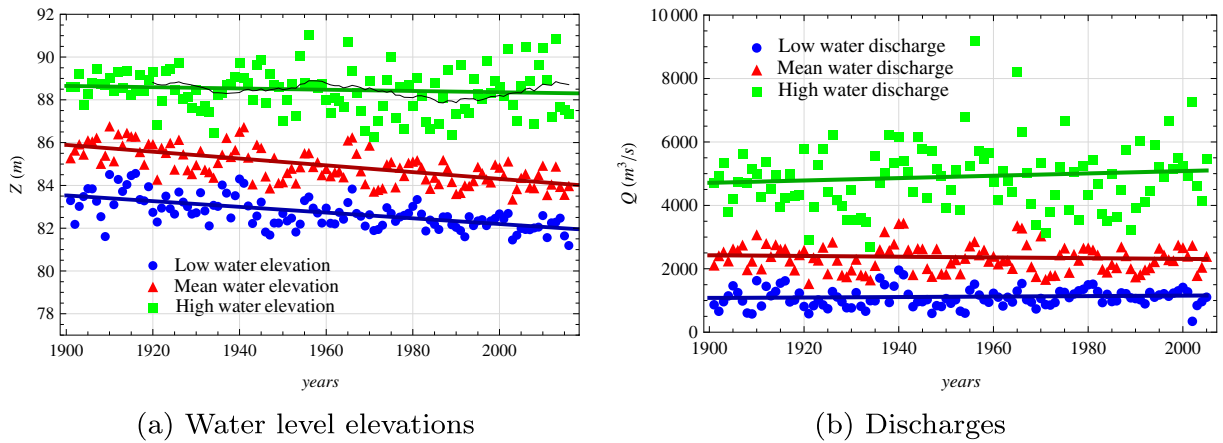 92
90
88
86
84
82
80
78
Z (m)
Low water elevation
Mean water elevation
High water elevation
1900 1920 1940 1960 1980 2000
years
(a) Water level elevations
10 000
8000
6000
4000
2000
0
Q (m³/s)
Low water discharge
Mean water discharge
High water discharge
1900 1920 1940 1960 1980 2000
years
(b) Discharges